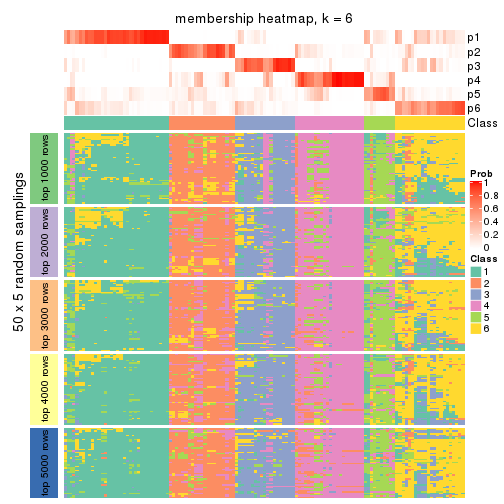 membership heatmap, k = 6
p1
p2
p3
p4
p5
p6
Class
50 x 5 random samplings
top 1000 rows
top 2000 rows
top 3000 rows
top 4000 rows
top 5000 rows
Prob
1
0.8
0.6
0.4
0.2
0
Class
1
2
3
4
5
6